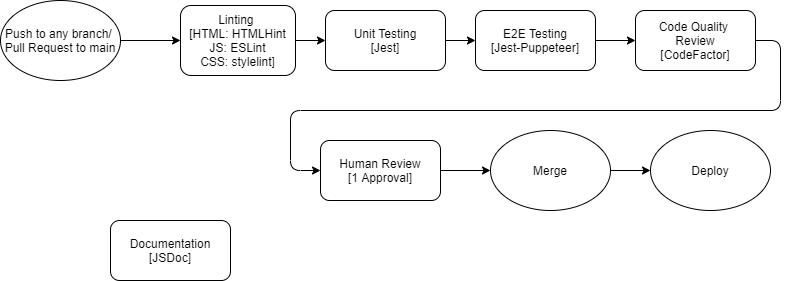 Push to any branch/
Pull Request to main
Linting
[HTML: HTMLHint
JS: ESLint
CSS: stylelint]
Unit Testing
[Jest]
E2E Testing
[Jest-Puppeteer]
Code Quality
Review
[CodeFactor]
Human Review
[1 Approval]
Merge
Deploy
Documentation
[JSDoc]